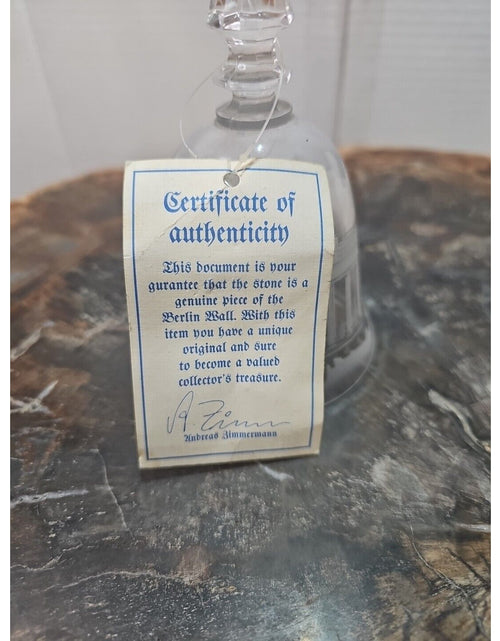 Certificate of
authenticity
This document is your
gurantee that the stone is a
genuine piece of the
Berlin Wall. With this
item you have a unique
original and sure
to become a valued
collector's treasure.
A. Zimm
Andreas Zimmermann